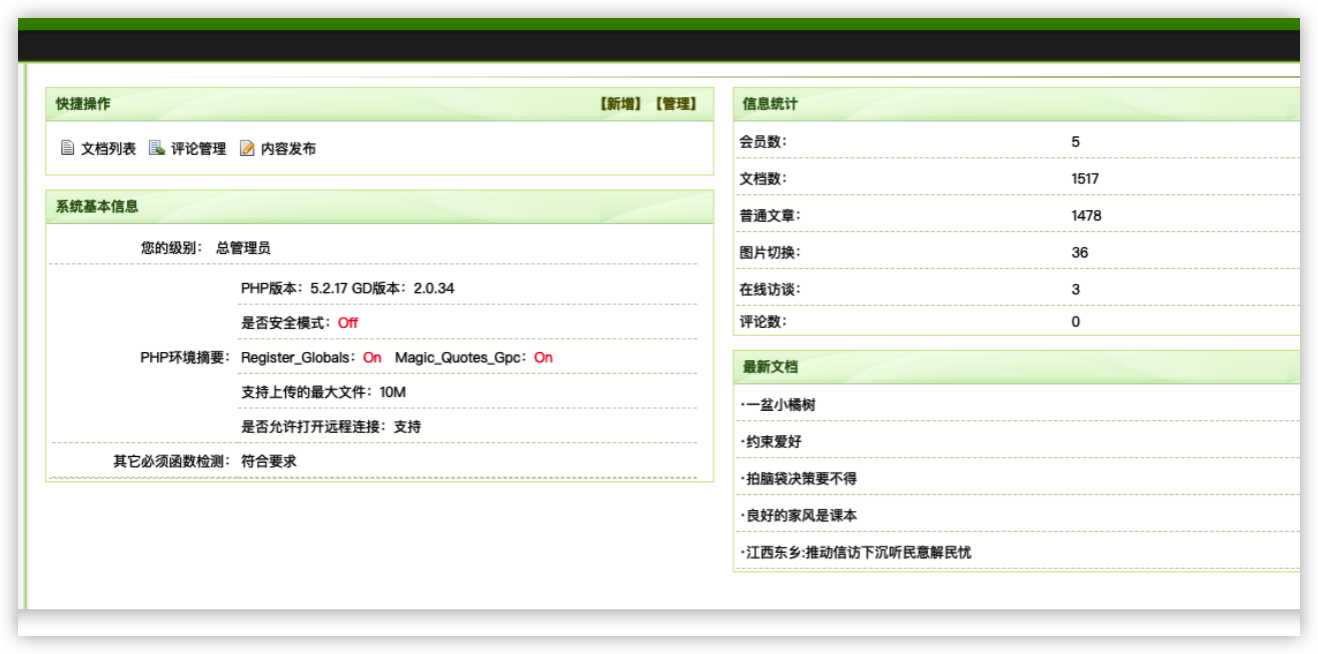 快捷操作 【新增】【管理】
文档列表 评论管理 内容发布
系统基本信息
您的级别： 总管理员
PHP版本：5.2.17 GD版本：2.0.34
是否安全模式：Off
PHP环境摘要： Register_Globals：On Magic_Quotes_Gpc：On
支持上传的最大文件：10M
是否允许打开远程连接：支持
其它必须函数检测： 符合要求
信息统计
会员数： 5
文档数： 1517
普通文章： 1478
图片切换： 36
在线访谈： 3
评论数： 0
最新文档
·一盆小橘树
·约束爱好
·拍脑袋决策要不得
·良好的家风是课本
·江西东乡:推动信访下沉听民意解民忧